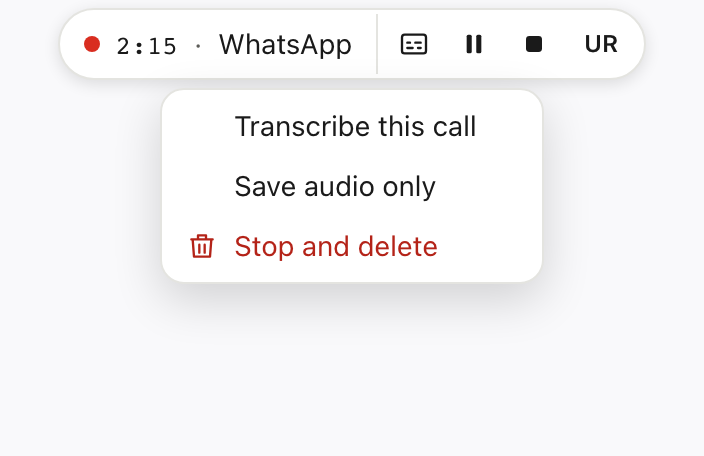 2:15 · WhatsApp UR
Transcribe this call
Save audio only
Stop and delete